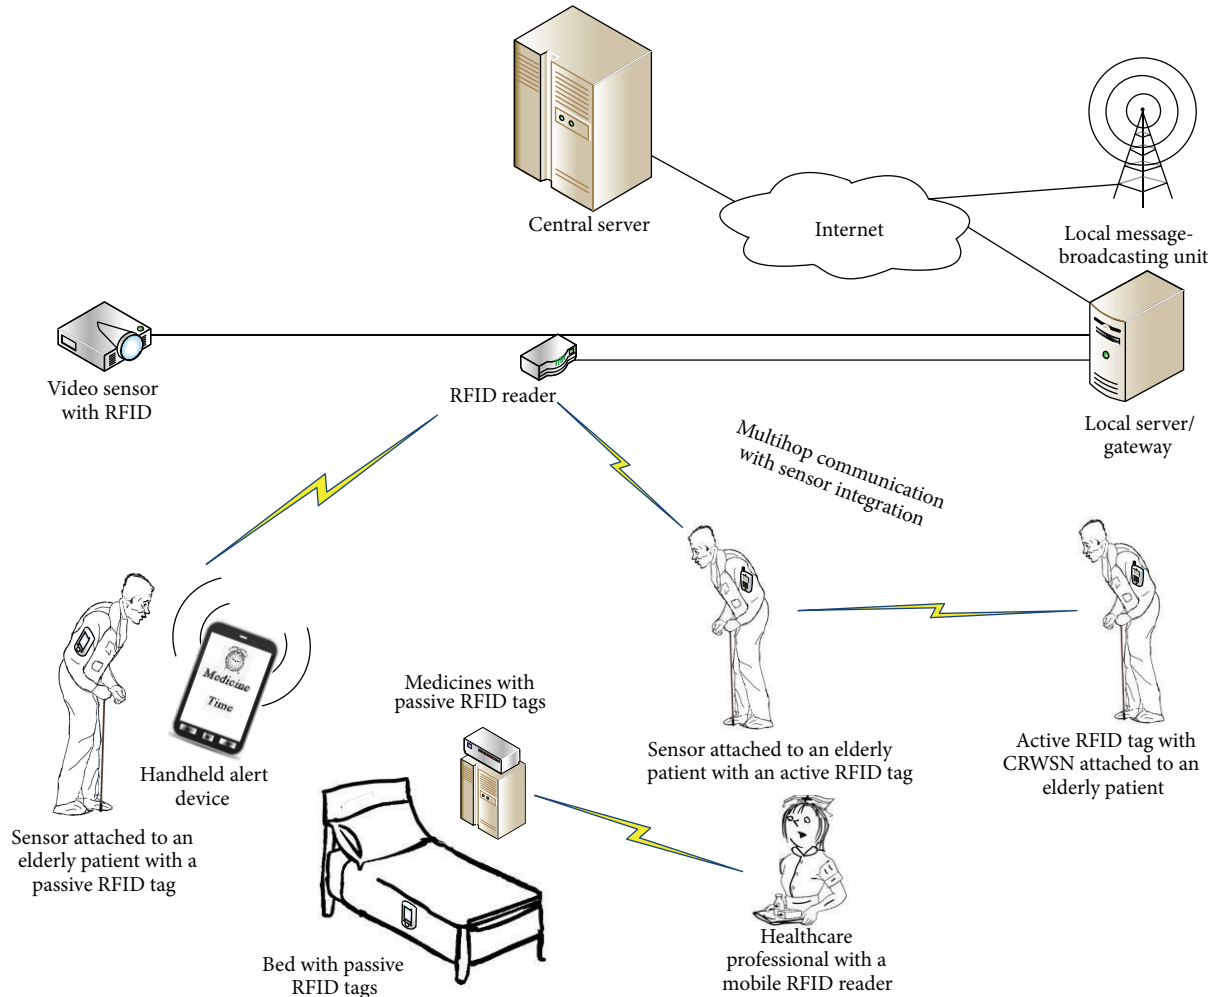 Central server
Internet
Local message-
broadcasting unit
Video sensor
with RFID
RFID reader
Local server/
gateway
Multihop communication
with sensor integration
Medicine
Time
Handheld alert
device
Sensor attached to an
elderly patient with a
passive RFID tag
Medicines with
passive RFID tags
Sensor attached to an elderly
patient with an active RFID tag
Active RFID tag with
CRWSN attached to an
elderly patient
Bed with passive
RFID tags
Healthcare
professional with a
mobile RFID reader